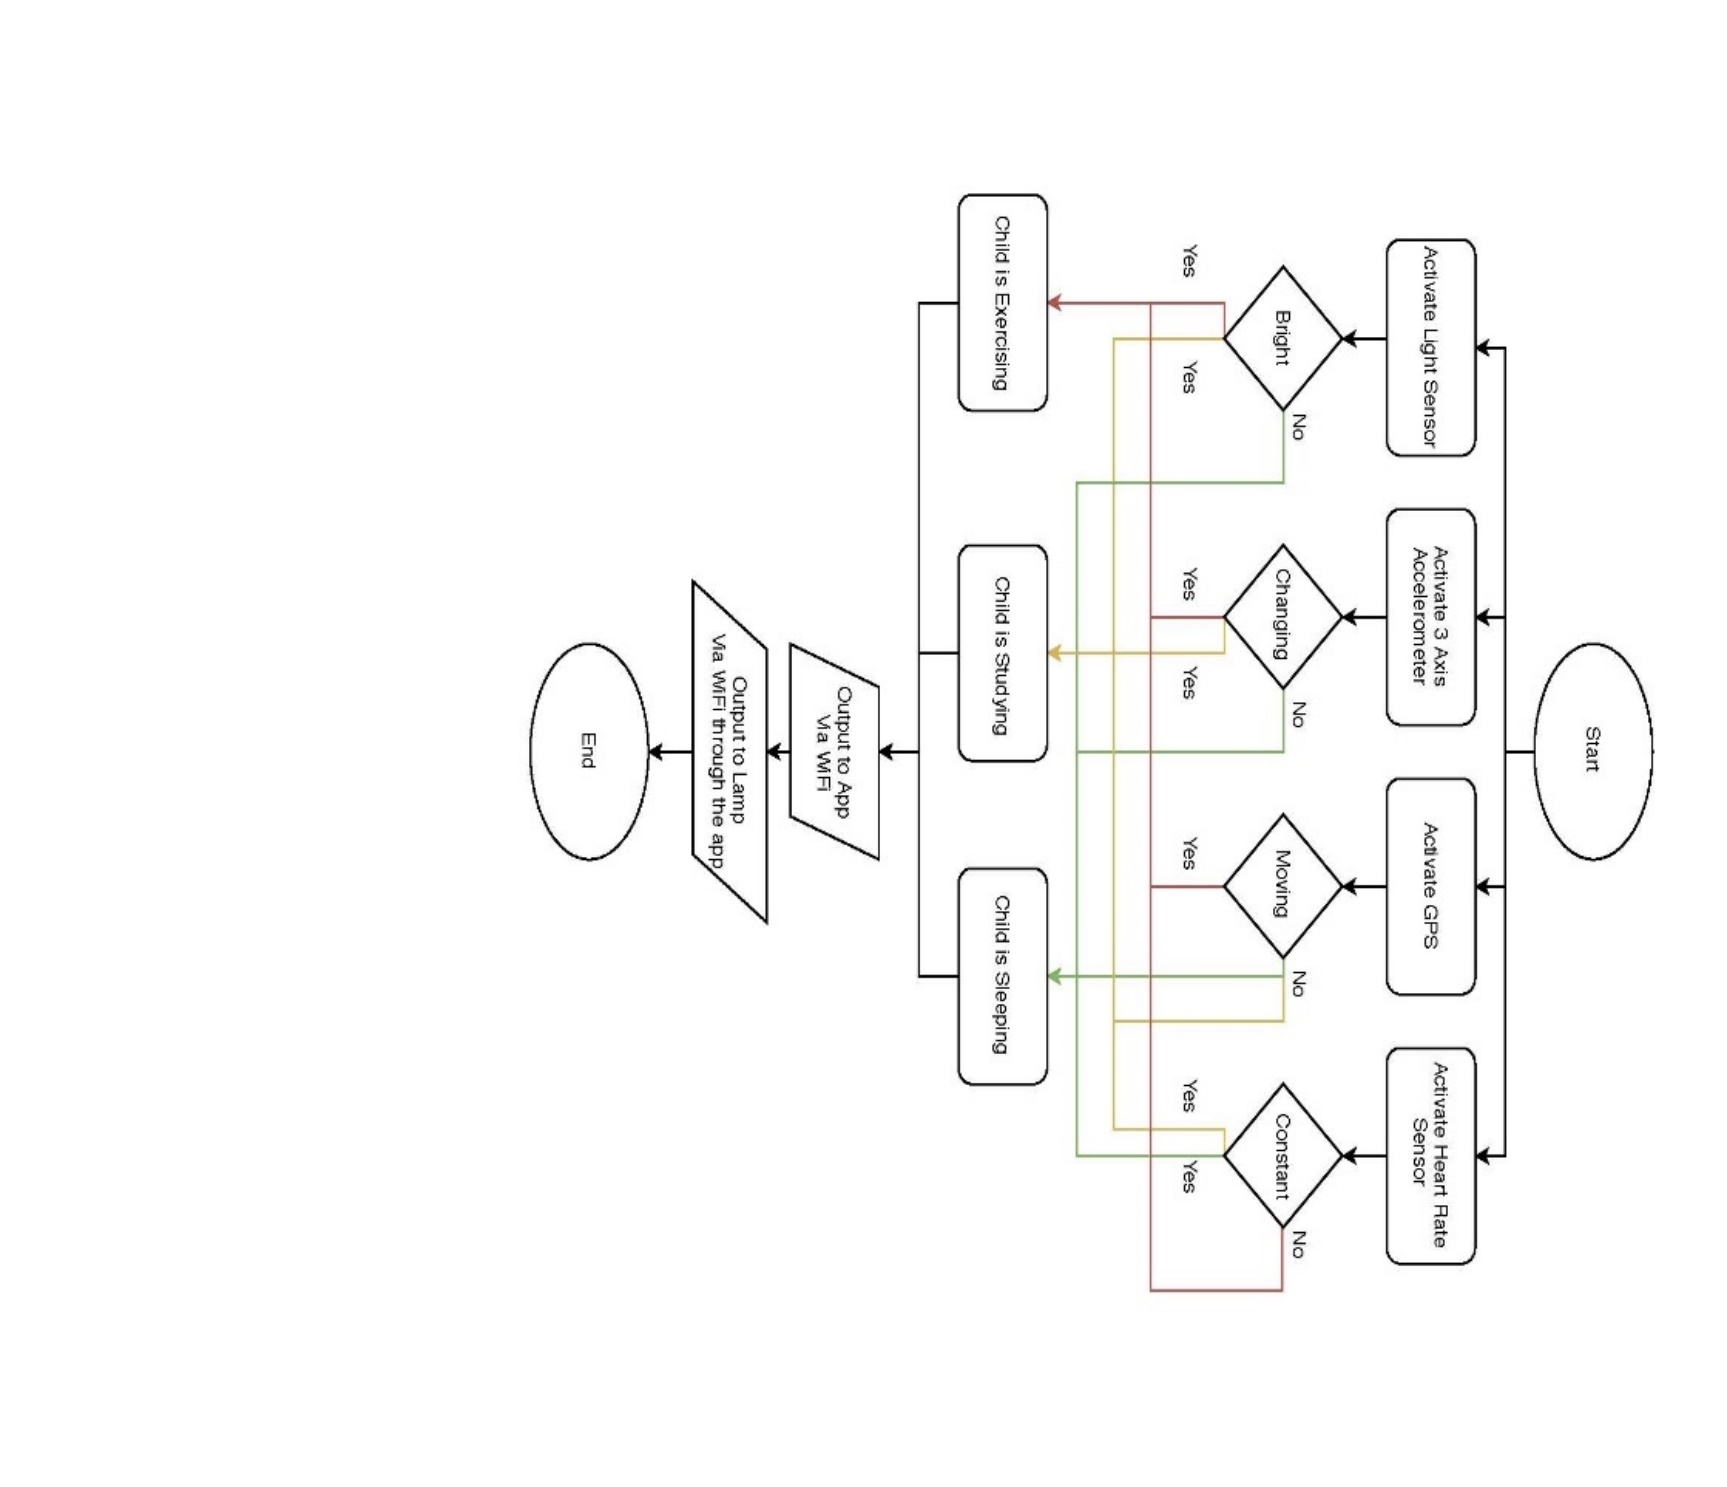 Start
Activate Light Sensor
Activate 3 Axis
Accelerometer
Activate GPS
Activate Heart Rate
Sensor
Bright
No
Changing
No
Moving
No
Constant
No
Yes
Yes
Yes
Yes
Yes
Yes
Yes
Child is Exercising
Child is Studying
Child is Sleeping
Output to App
Via WiFi
Output to Lamp
Via WiFi through the app
End